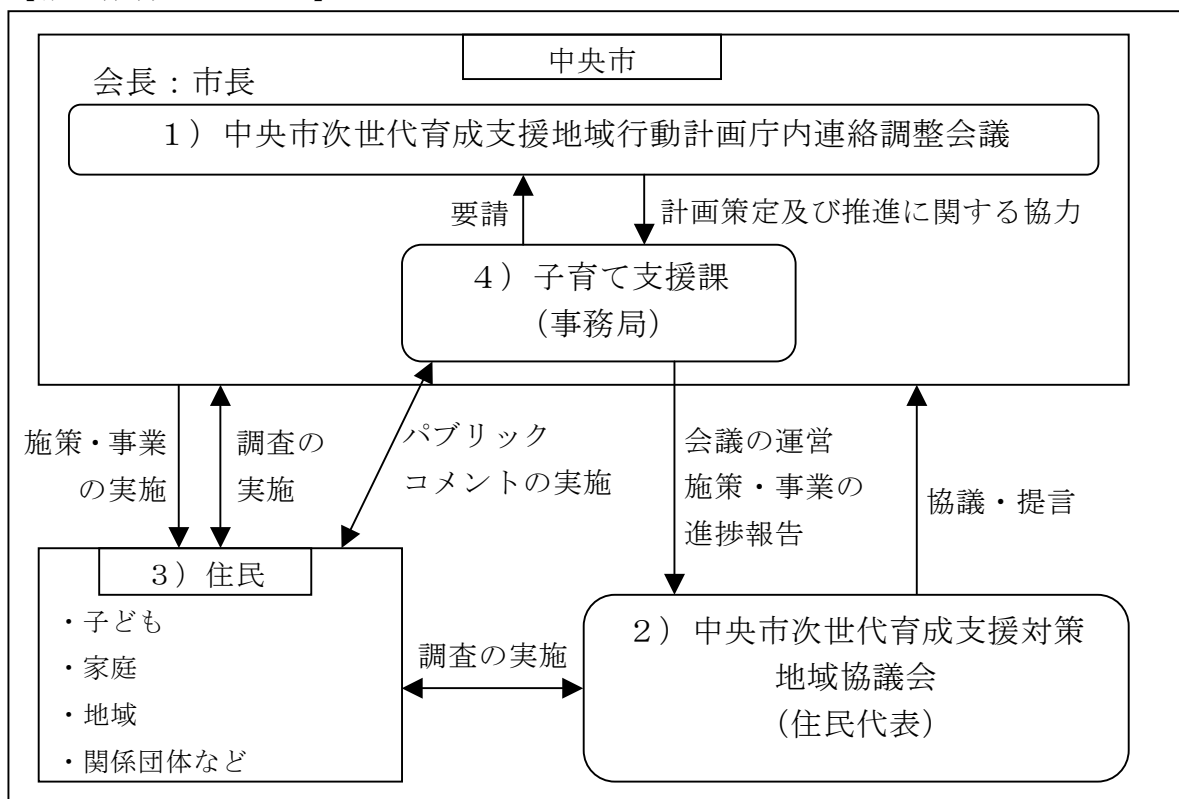 中央市
会長：市長
１）中央市次世代育成支援地域行動計画庁内連絡調整会議
要請
計画策定及び推進に関する協力
４）子育て支援課
（事務局）
施策・事業
の実施
調査の
実施
パブリック
コメントの実施
会議の運営
施策・事業の
進捗報告
協議・提言
３）住民
・子ども
・家庭
・地域
・関係団体など
調査の実施
２）中央市次世代育成支援対策
地域協議会
（住民代表）